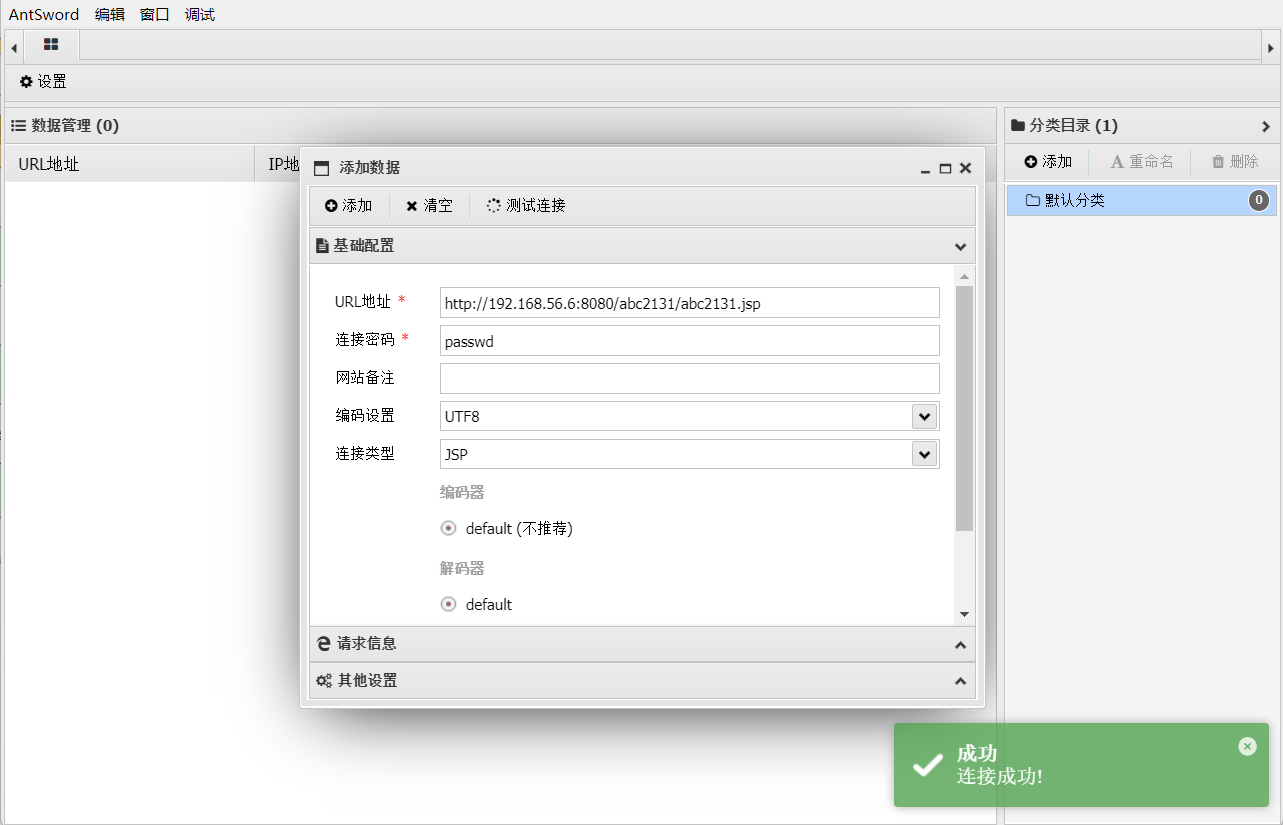 AntSword 编辑 窗口 调试
设置
数据管理 (0)
分类目录 (1)
URL地址 IP地
添加 重命名 删除
默认分类 0
添加数据
添加 清空 测试连接
基础配置
URL地址 * http://192.168.56.6:8080/abc2131/abc2131.jsp
连接密码 * passwd
网站备注
编码设置 UTF8
连接类型 JSP
编码器
default (不推荐)
解码器
default
请求信息
其他设置
成功
连接成功!